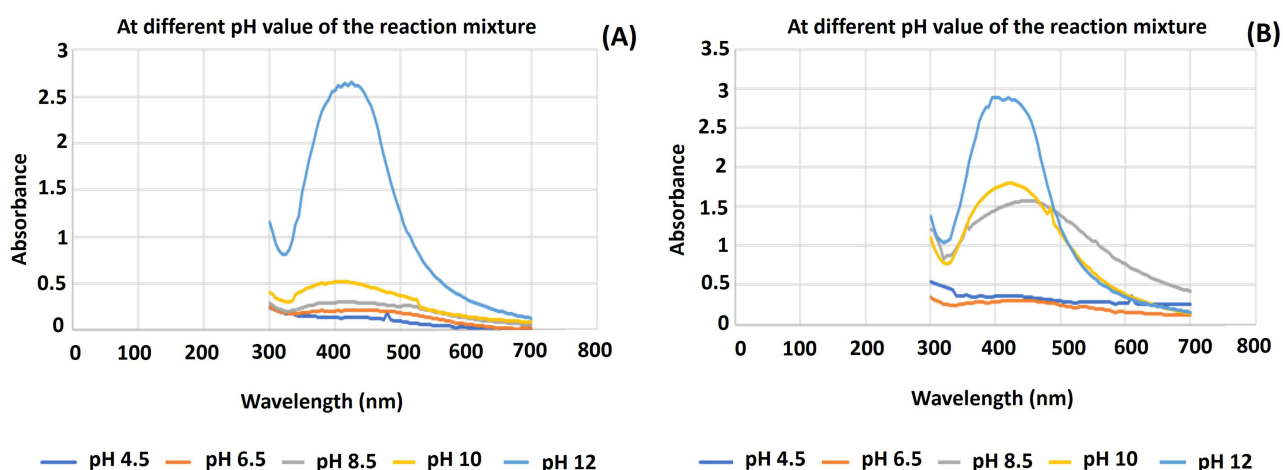 At different pH value of the reaction mixture
(A)
3
2.5
2
1.5
1
0.5
0
Absorbance
0 100 200 300 400 500 600 700 800
Wavelength (nm)
pH 4.5 pH 6.5 pH 8.5 pH 10 pH 12
At different pH value of the reaction mixture
(B)
3.5
3
2.5
2
1.5
1
0.5
0
Absorbance
0 100 200 300 400 500 600 700 800
Wavelength (nm)
pH 4.5 pH 6.5 pH 8.5 pH 10 pH 12